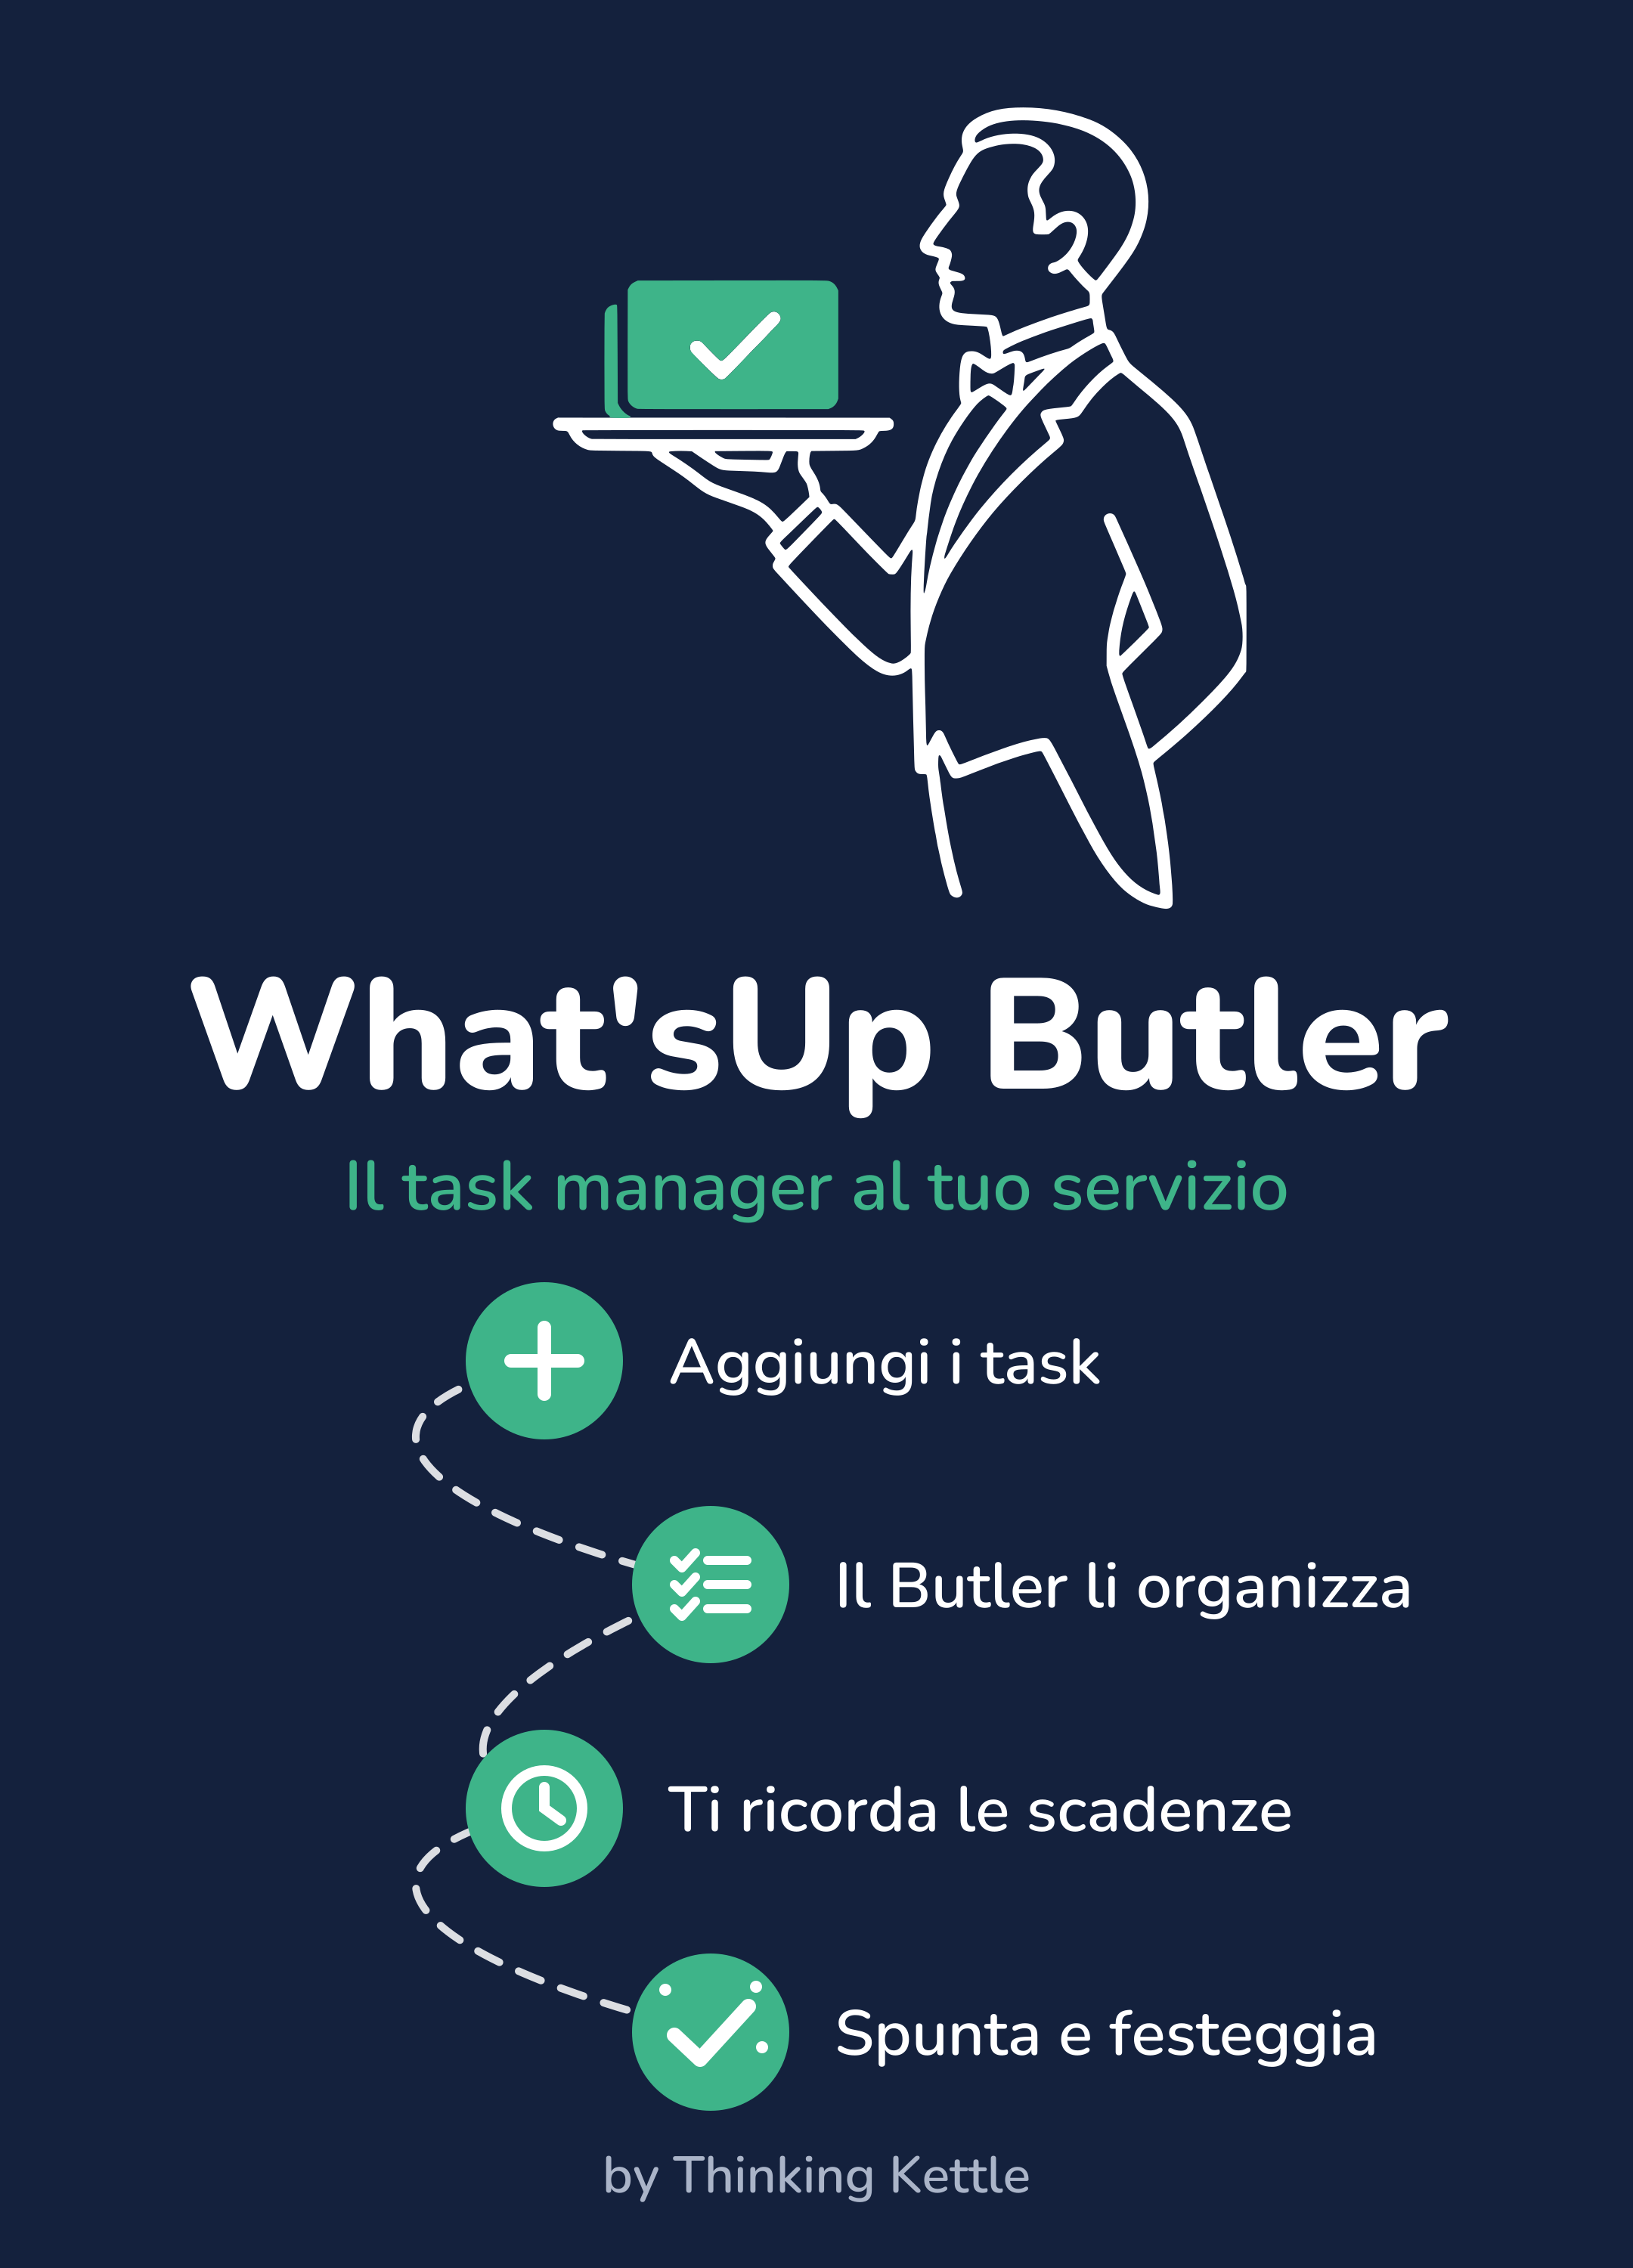 What'sUp Butler
Il task manager al tuo servizio
Aggiungi i task
Il Butler li organizza
Ti ricorda le scadenze
Spunta e festeggia
by Thinking Kettle